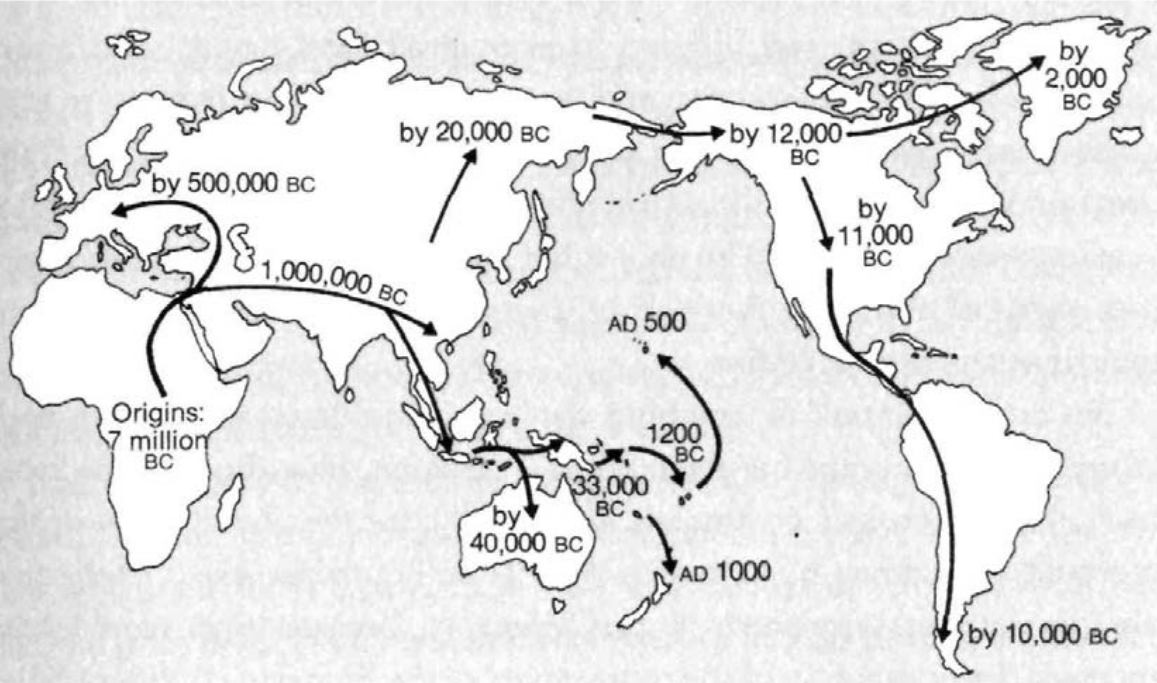 by
2,000
BC
by 20,000 BC
by 12,000
BC
by 500,000 BC
by
11,000
BC
1,000,000 BC
AD 500
Origins:
7 million
BC
1200
BC
33,000
BC
by
40,000 BC
AD 1000
by 10,000 BC